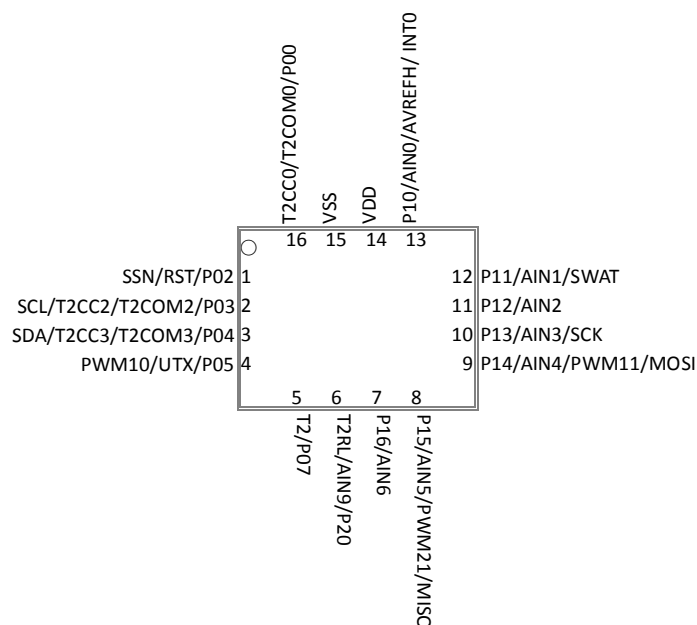 T2CC0/T2COM0/P00
VSS
VDD
P10/AIN0/AVREFH/ INT0
16
15
14
13
SSN/RST/P02 1
SCL/T2CC2/T2COM2/P03 2
SDA/T2CC3/T2COM3/P04 3
PWM10/UTX/P05 4
12 P11/AIN1/SWAT
11 P12/AIN2
10 P13/AIN3/SCK
9 P14/AIN4/PWM11/MOSI
5
6
7
8
T2/P07
T2RL/AIN9/P20
P16/AIN6
P15/AIN5/PWM21/MISO